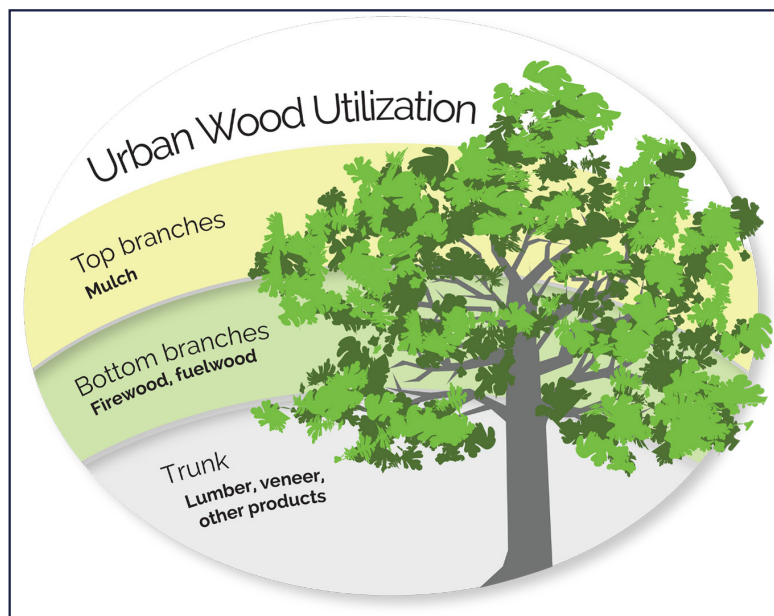 Urban Wood Utilization
Top branches
Mulch
Bottom branches
Firewood, fuelwood
Trunk
Lumber, veneer,
other products